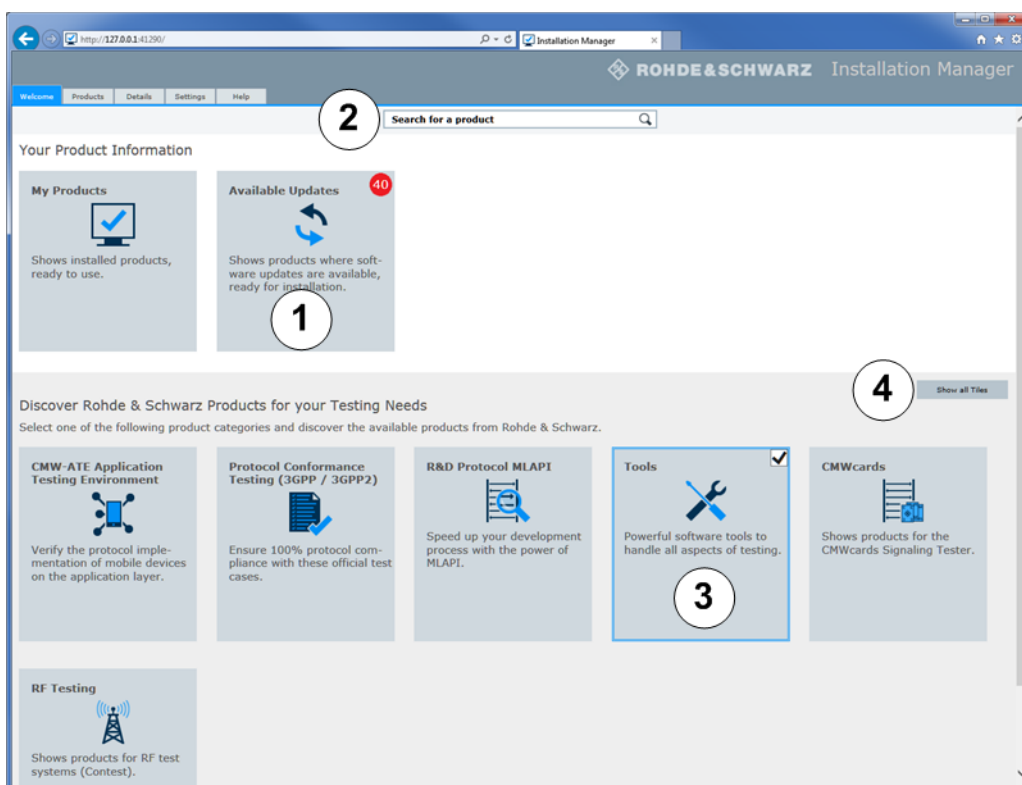 http://127.0.0.1:41290/
Installation Manager
ROHDE&SCHWARZ Installation Manager
Welcome Products Details Settings Help
2
Search for a product
Your Product Information
My Products
Shows installed products,
ready to use.
Available Updates
40
Shows products where soft-
ware updates are available,
ready for installation.
1
4
Show all Tiles
Discover Rohde & Schwarz Products for your Testing Needs
Select one of the following product categories and discover the available products from Rohde & Schwarz.
CMW-ATE Application
Testing Environment
Verify the protocol imple-
mentation of mobile devices
on the application layer.
Protocol Conformance
Testing (3GPP / 3GPP2)
Ensure 100% protocol com-
pliance with these official test
cases.
R&D Protocol MLAPI
Speed up your development
process with the power of
MLAPI.
Tools
Powerful software tools to
handle all aspects of testing.
3
CMWcards
Shows products for the
CMWcards Signaling Tester.
RF Testing
Shows products for RF test
systems (Contest).